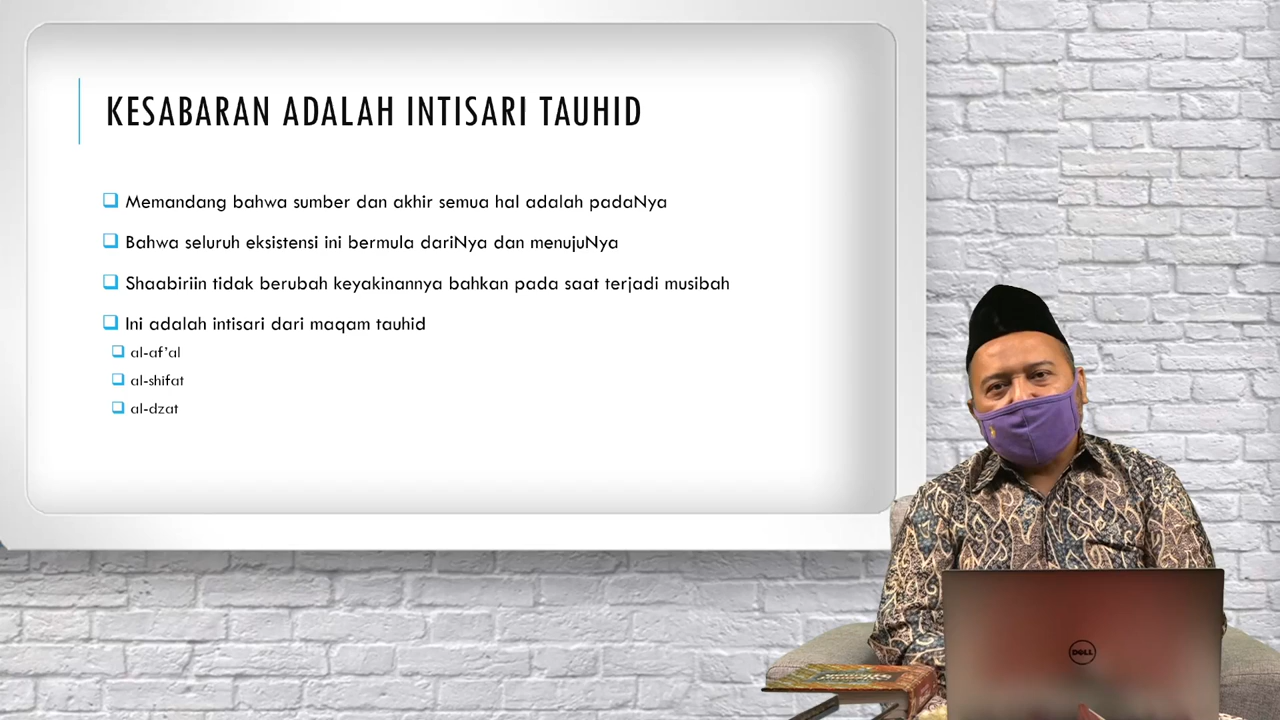 KESABARAN ADALAH INTISARI TAUHID
Memandang bahwa sumber dan akhir semua hal adalah padaNya
Bahwa seluruh eksistensi ini bermula dariNya dan menujuNya
Shaabiriin tidak berubah keyakinannya bahkan pada saat terjadi musibah
Ini adalah intisari dari maqam tauhid
al-af'al
al-shifat
al-dzat
DELL